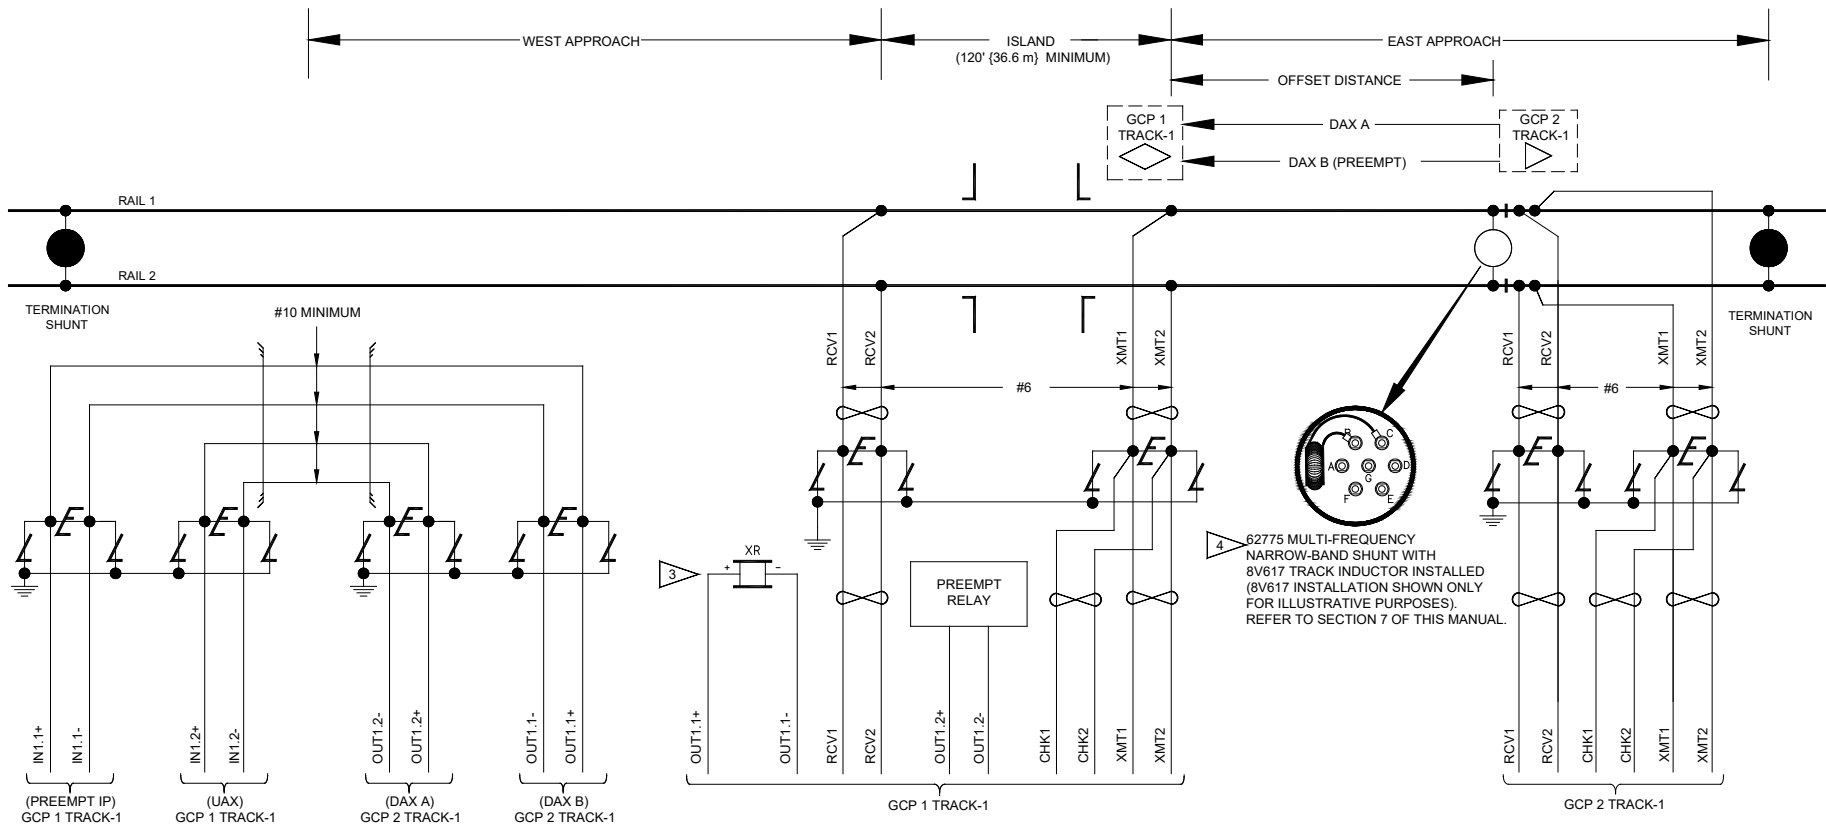 WEST APPROACH
ISLAND
(120' {36.6 m} MINIMUM)
EAST APPROACH
OFFSET DISTANCE
GCP 1
TRACK-1
DAX A
DAX B (PREEMPT)
GCP 2
TRACK-1
RAIL 1
RAIL 2
TERMINATION
SHUNT
#10 MINIMUM
TERMINATION
SHUNT
RCV1
RCV2
XMT1
XMT2
#6
RCV1
RCV2
XMT1
XMT2
#6
B
C
A
G
D
F
E
3
+
XR
-
PREEMPT
RELAY
4
62775 MULTI-FREQUENCY
NARROW-BAND SHUNT WITH
8V617 TRACK INDUCTOR INSTALLED
(8V617 INSTALLATION SHOWN ONLY
FOR ILLUSTRATIVE PURPOSES).
REFER TO SECTION 7 OF THIS MANUAL.
IN1.1+
IN1.1-
IN1.2+
IN1.2-
OUT1.2-
OUT1.2+
OUT1.1-
OUT1.1+
OUT1.1+
OUT1.1-
RCV1
RCV2
OUT1.2+
OUT1.2-
CHK1
CHK2
XMT1
XMT2
RCV1
RCV2
CHK1
CHK2
XMT1
XMT2
(PREEMPT IP)
GCP 1 TRACK-1
(UAX)
GCP 1 TRACK-1
(DAX A)
GCP 2 TRACK-1
(DAX B)
GCP 2 TRACK-1
GCP 1 TRACK-1
GCP 2 TRACK-1